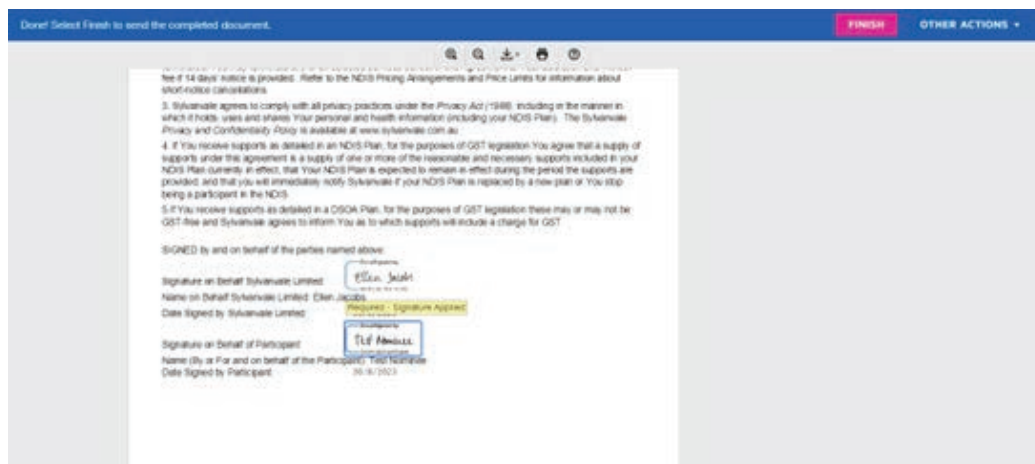 Done! Select Finish to send the completed document.
FINISH
OTHER ACTIONS
fee if 14 days' notice is provided. Refer to the NDIS Pricing Arrangements and Price Limits for information about
short-notice cancellations.
3. Sylvanvale agrees to comply with all privacy practices under the Privacy Act (1988) including in the manner in
which it holds, uses and shares Your personal and health information (including your NDIS Plan). The Sylvanvale
Privacy and Confidentiality Policy is available at www.sylvanvale.com.au
4. If You receive supports as detailed in an NDIS Plan, for the purposes of GST legislation You agree that a supply of
supports under this agreement is a supply of one or more of the reasonable and necessary supports included in your
NDIS Plan currently in effect, that Your NDIS Plan is expected to remain in effect during the period the supports are
provided, and that you will immediately notify Sylvanvale if your NDIS Plan is replaced by a new plan or You stop
being a participant in the NDIS
5. If You receive supports as detailed in a DSOA Plan, for the purposes of GST legislation these may or may not be
GST-free and Sylvanvale agrees to inform You as to which supports will include a charge for GST
SIGNED by and on behalf of the parties named above:
Signature on Behalf Sylvanvale Limited: Ellen Jacobs
Name on Behalf Sylvanvale Limited: Ellen Jacobs
Required - Signature Applied
Date Signed by Sylvanvale Limited
Signature on Behalf of Participant Test Nominee
Name (By or For and on behalf of the Participant) Test Nominee
Date Signed by Participant